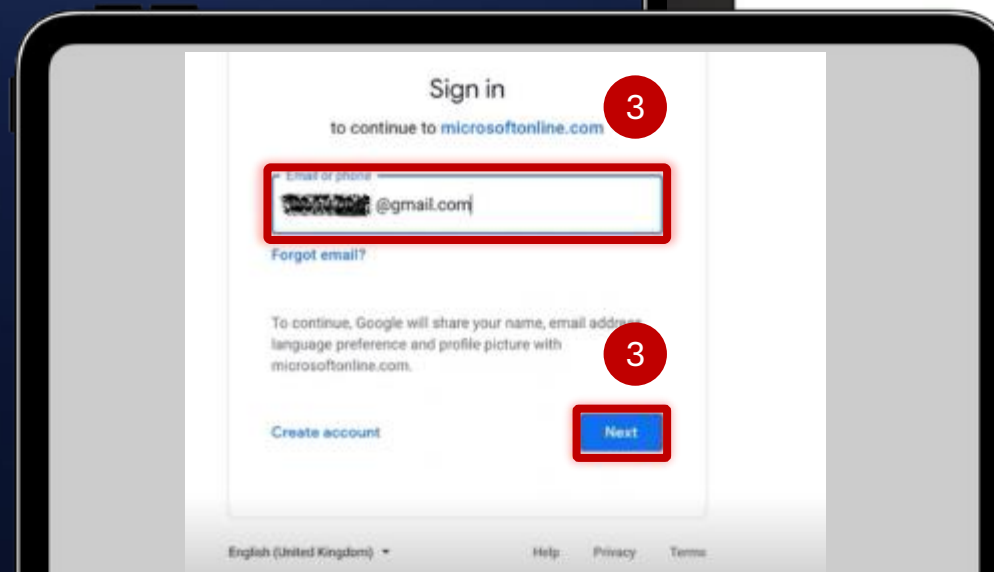 Sign in
3
to continue to microsoftonline.com
Email or phone
@gmail.com
Forgot email?
To continue, Google will share your name, email address,
language preference and profile picture with
microsoftonline.com.
3
Create account
Next
English (United Kingdom)
Help Privacy Terms